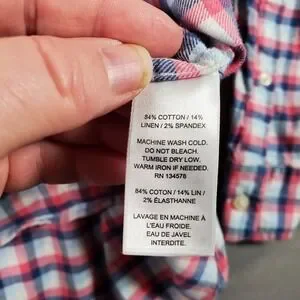 84% COTTON / 14%
LINEN / 2% SPANDEX
MACHINE WASH COLD.
DO NOT BLEACH.
TUMBLE DRY LOW,
WARM IRON IF NEEDED.
RN 134578
84% COTON / 14% LIN /
2% ÉLASTHANNE
LAVAGE EN MACHINE À
L'EAU FROIDE.
EAU DE JAVEL
INTERDITE.